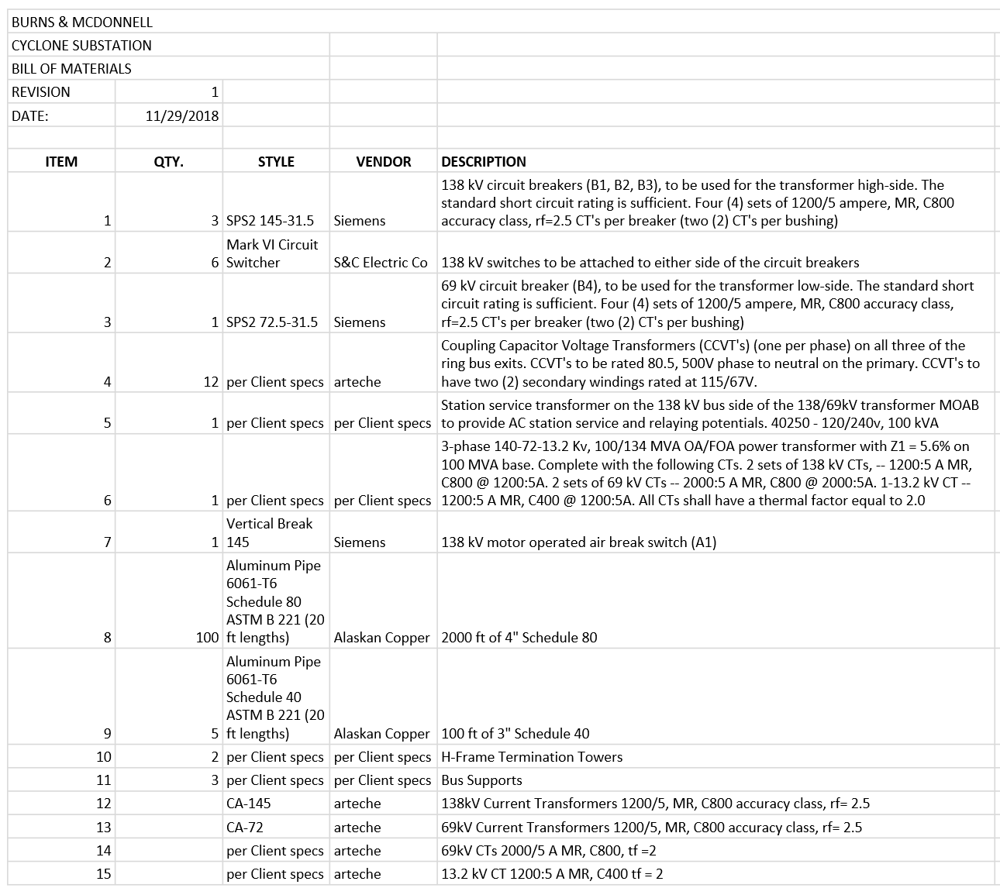 BURNS & MCDONNELL
CYCLONE SUBSTATION
BILL OF MATERIALS
REVISION 1
DATE: 11/29/2018
ITEM QTY. STYLE VENDOR DESCRIPTION
138 kV circuit breakers (B1, B2, B3), to be used for the transformer high-side. The
standard short circuit rating is sufficient. Four (4) sets of 1200/5 ampere, MR, C800
1 3 SPS2 145-31.5 Siemens accuracy class, rf=2.5 CT's per breaker (two (2) CT's per bushing)
Mark VI Circuit
2 6 Switcher S&C Electric Co 138 kV switches to be attached to either side of the circuit breakers
69 kV circuit breaker (B4), to be used for the transformer low-side. The standard short
circuit rating is sufficient. Four (4) sets of 1200/5 ampere, MR, C800 accuracy class,
3 1 SPS2 72.5-31.5 Siemens rf=2.5 CT's per breaker (two (2) CT's per bushing)
Coupling Capacitor Voltage Transformers (CCVT's) (one per phase) on all three of the
ring bus exits. CCVT's to be rated 80.5, 500V phase to neutral on the primary. CCVT's to
4 12 per Client specs arteche have two (2) secondary windings rated at 115/67V.
Station service transformer on the 138 kV bus side of the 138/69kV transformer MOAB
5 1 per Client specs per Client specs to provide AC station service and relaying potentials. 40250 - 120/240v, 100 kVA
3-phase 140-72-13.2 Kv, 100/134 MVA OA/FOA power transformer with Z1 = 5.6% on
100 MVA base. Complete with the following CTs. 2 sets of 138 kV CTs, -- 1200:5 A MR,
C800 @ 1200:5A. 2 sets of 69 kV CTs -- 2000:5 A MR, C800 @ 2000:5A. 1-13.2 kV CT --
6 1 per Client specs per Client specs 1200:5 A MR, C400 @ 1200:5A. All CTs shall have a thermal factor equal to 2.0
Vertical Break
7 1 145 Siemens 138 kV motor operated air break switch (A1)
Aluminum Pipe
6061-T6
Schedule 80
ASTM B 221 (20
8 100 ft lengths) Alaskan Copper 2000 ft of 4" Schedule 80
Aluminum Pipe
6061-T6
Schedule 40
ASTM B 221 (20
9 5 ft lengths) Alaskan Copper 100 ft of 3" Schedule 40
10 2 per Client specs per Client specs H-Frame Termination Towers
11 3 per Client specs per Client specs Bus Supports
12 CA-145 arteche 138kV Current Transformers 1200/5, MR, C800 accuracy class, rf= 2.5
13 CA-72 arteche 69kV Current Transformers 1200/5, MR, C800 accuracy class, rf= 2.5
14 per Client specs arteche 69kV CTs 2000/5 A MR, C800, tf =2
15 per Client specs arteche 13.2 kV CT 1200:5 A MR, C400 tf = 2